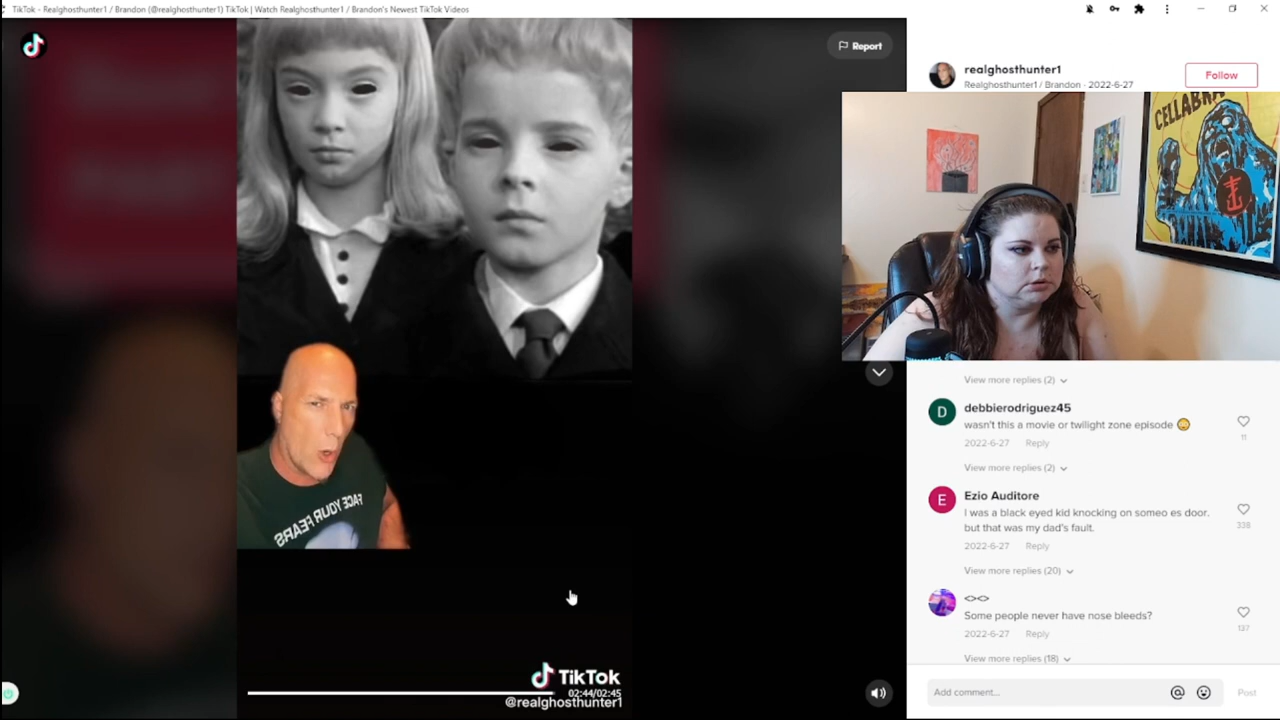 TikTok - Realghosthunter1 / Brandon (@realghosthunter1) TikTok | Watch Realghosthunter1 / Brandon's Newest TikTok Videos
Report
realghosthunter1
Realghosthunter1 / Brandon · 2022-6-27
Follow
CELLABRA
View more replies (2)
D
debbierodriguez45
wasn't this a movie or twilight zone episode 😳
11
2022-6-27 Reply
View more replies (2)
E
Ezio Auditore
I was a black eyed kid knocking on someo es door.
but that was my dad's fault.
338
2022-6-27 Reply
View more replies (20)
<><>
Some people never have nose bleeds?
137
2022-6-27 Reply
View more replies (18)
FACE YOUR FEARS
TikTok
02:44/02:45
@realghosthunter1
Add comment...
@
Post